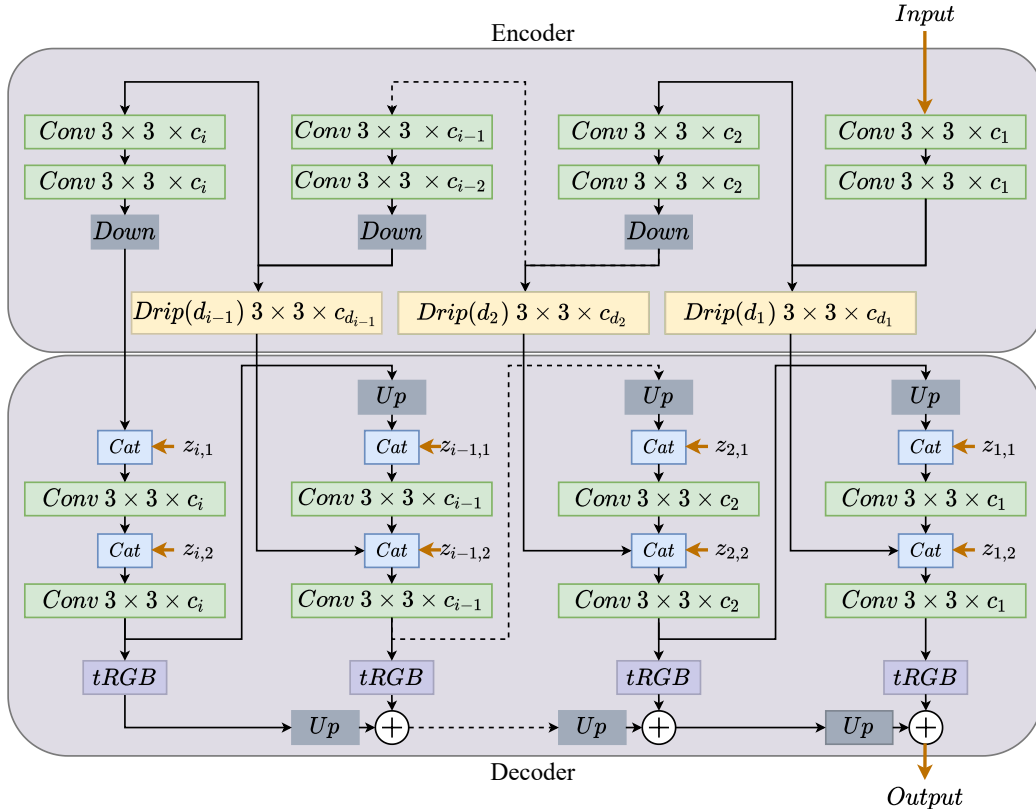 Input
Encoder
Conv 3 × 3 × c_i
Conv 3 × 3 × c_{i−1}
Conv 3 × 3 × c_2
Conv 3 × 3 × c_1
Conv 3 × 3 × c_i
Conv 3 × 3 × c_{i−2}
Conv 3 × 3 × c_2
Conv 3 × 3 × c_1
Down
Down
Down
Drip(d_{i−1}) 3 × 3 × c_{d_{i−1}}
Drip(d_2) 3 × 3 × c_{d_2}
Drip(d_1) 3 × 3 × c_{d_1}
Up
Up
Up
Cat
z_{i,1}
Cat
z_{i−1,1}
Cat
z_{2,1}
Cat
z_{1,1}
Conv 3 × 3 × c_i
Conv 3 × 3 × c_{i−1}
Conv 3 × 3 × c_2
Conv 3 × 3 × c_1
Cat
z_{i,2}
Cat
z_{i−1,2}
Cat
z_{2,2}
Cat
z_{1,2}
Conv 3 × 3 × c_i
Conv 3 × 3 × c_{i−1}
Conv 3 × 3 × c_2
Conv 3 × 3 × c_1
tRGB
tRGB
tRGB
tRGB
Up
+
Up
+
Up
+
Decoder
Output